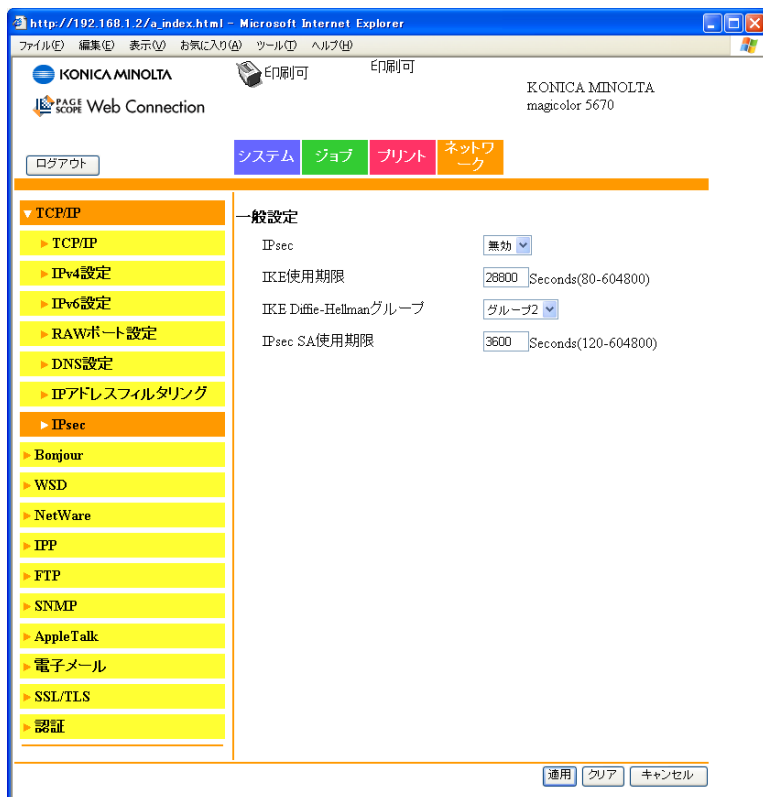 http://192.168.1.2/a_index.html - Microsoft Internet Explorer
ファイル(F) 編集(E) 表示(V) お気に入り(A) ツール(T) ヘルプ(H)
KONICA MINOLTA
印刷可
印刷可
KONICA MINOLTA
magicolor 5670
PAGE SCOPE Web Connection
ログアウト
システム
ジョブ
プリント
ネットワ
ーク
TCP/IP
TCP/IP
IPv4設定
IPv6設定
RAWポート設定
DNS設定
IPアドレスフィルタリング
IPsec
Bonjour
WSD
NetWare
IPP
FTP
SNMP
AppleTalk
電子メール
SSL/TLS
認証
一般設定
IPsec 無効
IKE使用期限 28800 Seconds(80-604800)
IKE Diffie-Hellmanグループ グループ2
IPsec SA使用期限 3600 Seconds(120-604800)
適用 クリア キャンセル